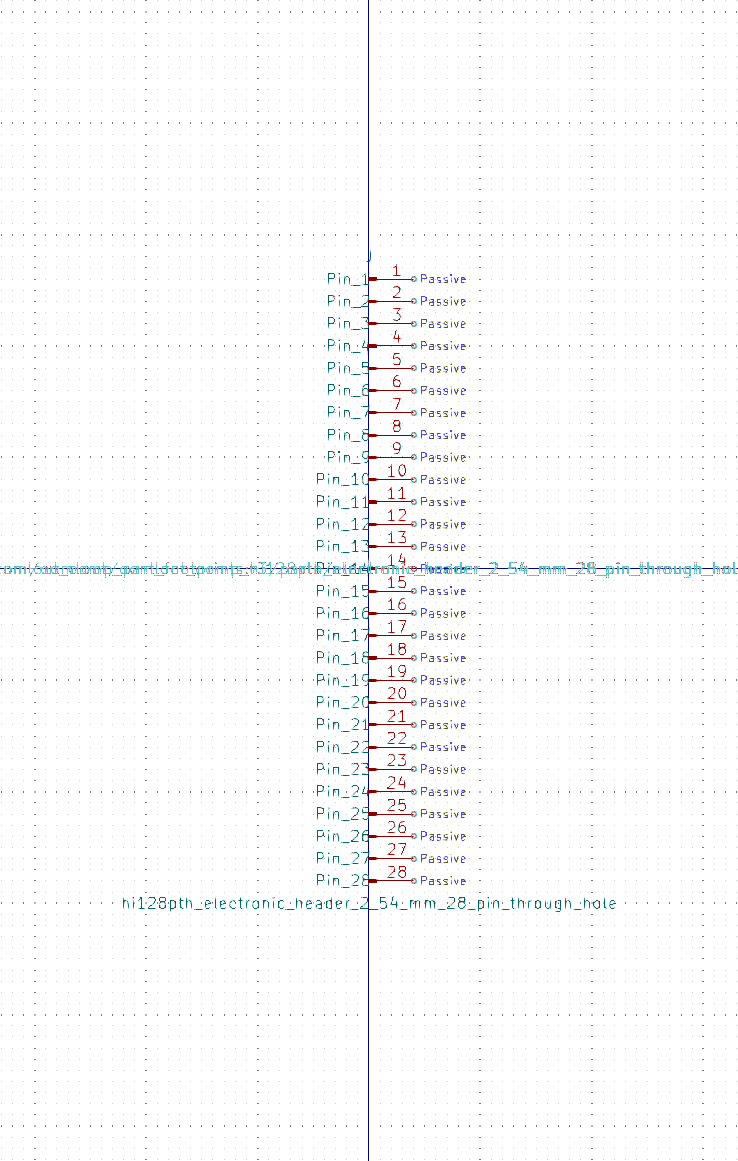 J
Pin_1 1 Passive
Pin_2 2 Passive
Pin_3 3 Passive
Pin_4 4 Passive
Pin_5 5 Passive
Pin_6 6 Passive
Pin_7 7 Passive
Pin_8 8 Passive
Pin_9 9 Passive
Pin_10 10 Passive
Pin_11 11 Passive
Pin_12 12 Passive
Pin_13 13 Passive
Pin_14 14 Passive
header_2_54_mm_28_pin_through_hol
Pin_15 15 Passive
Pin_16 16 Passive
Pin_17 17 Passive
Pin_18 18 Passive
Pin_19 19 Passive
Pin_20 20 Passive
Pin_21 21 Passive
Pin_22 22 Passive
Pin_23 23 Passive
Pin_24 24 Passive
Pin_25 25 Passive
Pin_26 26 Passive
Pin_27 27 Passive
Pin_28 28 Passive
hi128pth_electronic_header_2_54_mm_28_pin_through_hole